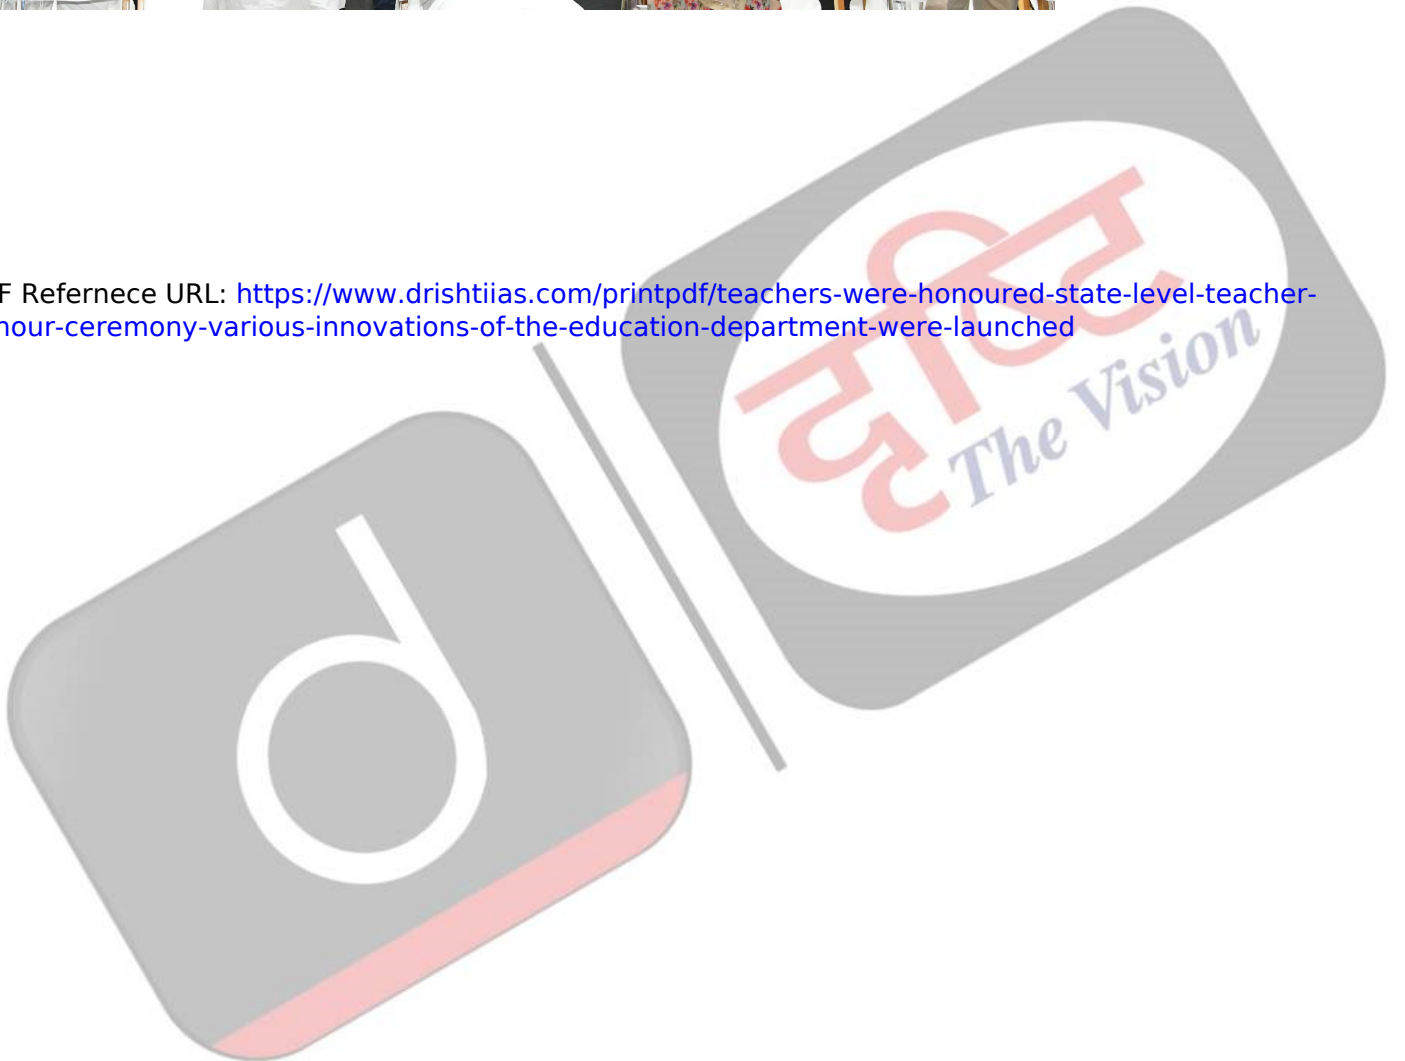 F Refernece URL: https://www.drishtiias.com/printpdf/teachers-were-honoured-state-level-teacher-
nour-ceremony-various-innovations-of-the-education-department-were-launched
दृष्टि
The Vision
d